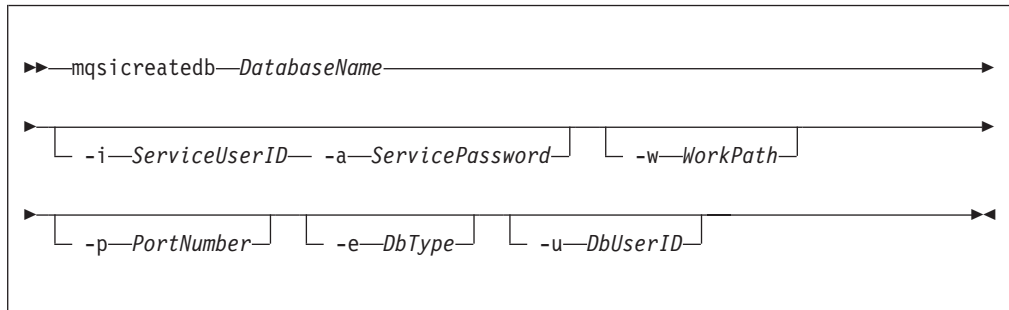 mqsicreatedb DatabaseName
-i ServiceUserID -a ServicePassword -w WorkPath
-p PortNumber -e DbType -u DbUserID